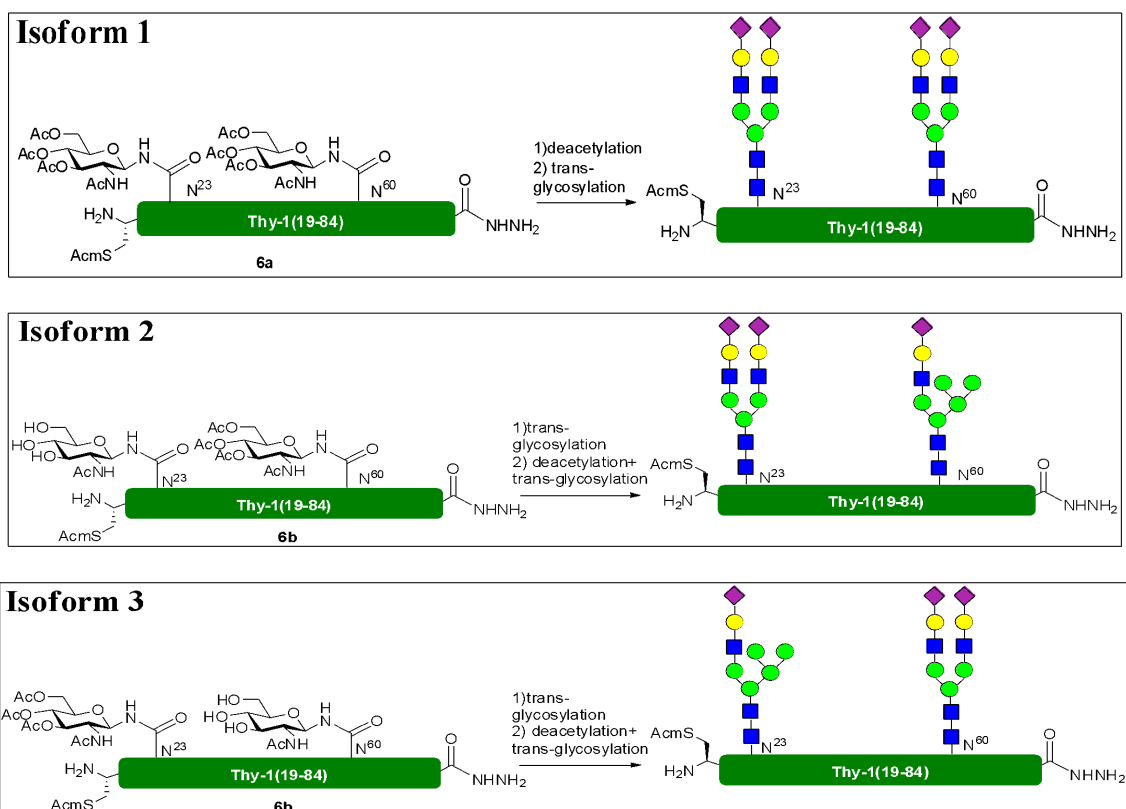 Isoform 1
AcO
AcO
AcO
AcNH
O
H
N
O
N23
AcO
AcO
AcO
AcNH
O
H
N
O
N60
H2N
AcmS
Thy-1(19-84)
O
NHNH2
6a
1)deacetylation
2) trans-
glycosylation
AcmS
H2N
N23
N60
Thy-1(19-84)
O
NHNH2
Isoform 2
HO
HO
HO
AcNH
O
H
N
O
N23
AcO
AcO
AcO
AcNH
O
H
N
O
N60
H2N
AcmS
Thy-1(19-84)
O
NHNH2
6b
1)trans-
glycosylation
2) deacetylation+
trans-glycosylation
AcmS
H2N
N23
N60
Thy-1(19-84)
O
NHNH2
Isoform 3
AcO
AcO
AcO
AcNH
O
H
N
O
N23
HO
HO
HO
AcNH
O
H
N
O
N60
H2N
AcmS
Thy-1(19-84)
O
NHNH2
6b
1)trans-
glycosylation
2) deacetylation+
trans-glycosylation
AcmS
H2N
N23
N60
Thy-1(19-84)
O
NHNH2